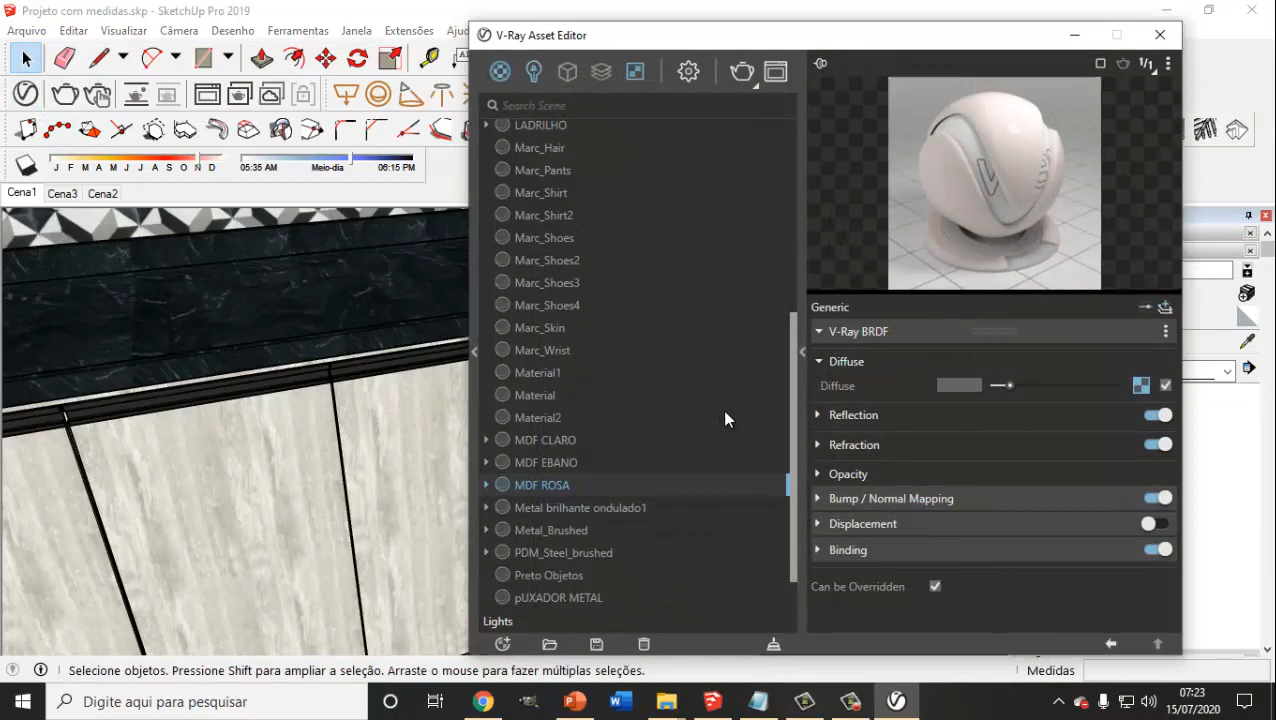 Projeto com medidas.skp - SketchUp Pro 2019
Arquivo Editar Visualizar Câmera Desenho Ferramentas Janela Extensões Aju
V-Ray Asset Editor
Search Scene
J F M A M J J A S O N D
05:35 AM Meio-dia 06:15 PM
Cena1 Cena3 Cena2
LADRILHO
Marc_Hair
Marc_Pants
Marc_Shirt
Marc_Shirt2
Marc_Shoes
Marc_Shoes2
Marc_Shoes3
Marc_Shoes4
Marc_Skin
Marc_Wrist
Material1
Material
Material2
MDF CLARO
MDF EBANO
MDF ROSA
Metal brilhante ondulado1
Metal_Brushed
PDM_Steel_brushed
Preto Objetos
pUXADOR METAL
Lights
1/1
Generic
V-Ray BRDF
Diffuse
Diffuse
Reflection
Refraction
Opacity
Bump / Normal Mapping
Displacement
Binding
Can be Overridden
Selecione objetos. Pressione Shift para ampliar a seleção. Arraste o mouse para fazer múltiplas seleções.
Medidas
Digite aqui para pesquisar
07:23
15/07/2020